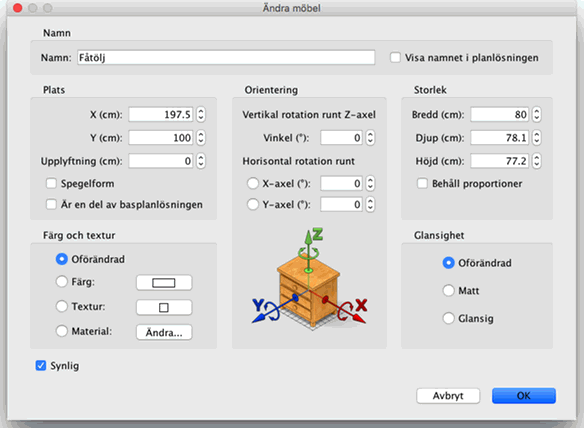 Ändra möbel
Namn
Namn: Fåtölj
Visa namnet i planlösningen
Plats
X (cm): 197.5
Y (cm): 100
Upplyftning (cm): 0
Spegelform
Är en del av basplanlösningen
Orientering
Vertikal rotation runt Z-axel
Vinkel (°): 0
Horisontal rotation runt
X-axel (°): 0
Y-axel (°): 0
Storlek
Bredd (cm): 80
Djup (cm): 78.1
Höjd (cm): 77.2
Behåll proportioner
Färg och textur
Oförändrad
Färg:
Textur:
Material: Ändra...
Z
Y
X
Glansighet
Oförändrad
Matt
Glansig
Synlig
Avbryt
OK